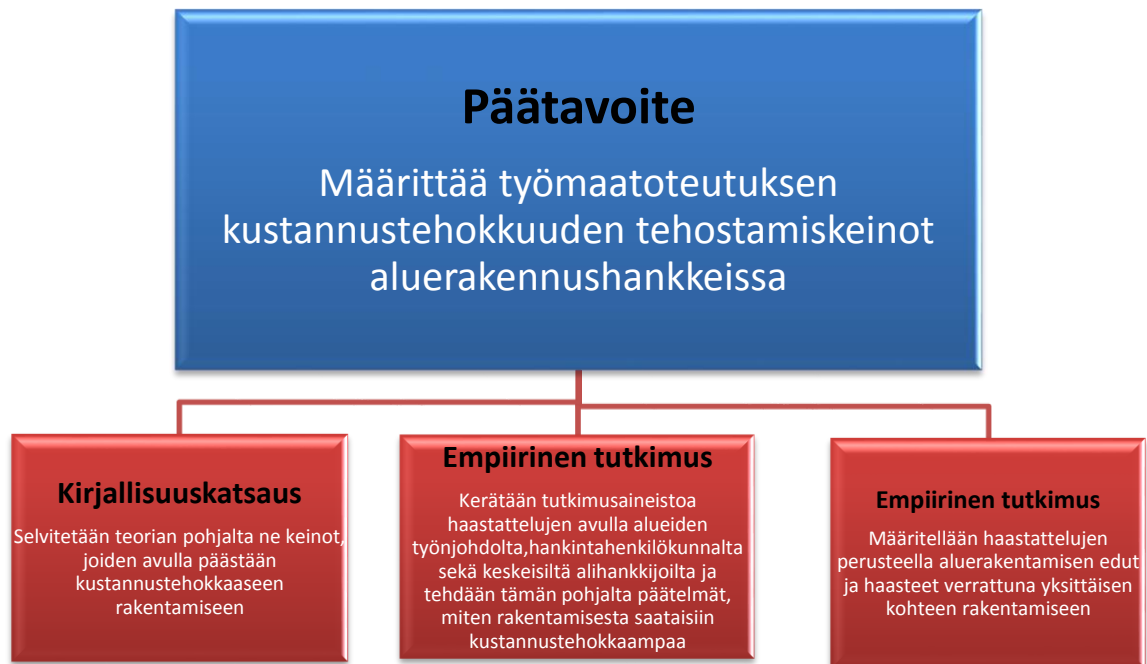 Päätavoite
Määrittää työmaatoteutuksen
kustannustehokkuuden tehostamiskeinot
aluerakennushankkeissa
Kirjallisuuskatsaus
Selvitetään teorian pohjalta ne keinot,
joiden avulla päästään
kustannustehokkaaseen
rakentamiseen
Empiirinen tutkimus
Kerätään tutkimusaineistoa
haastattelujen avulla alueiden
työnjohdolta,hankintahenkilökunnalta
sekä keskeisiltä alihankkijoilta ja
tehdään tämän pohjalta päätelmät,
miten rakentamisesta saataisiin
kustannustehokkaampaa
Empiirinen tutkimus
Määritellään haastattelujen
perusteella aluerakentamisen edut
ja haasteet verrattuna yksittäisen
kohteen rakentamiseen